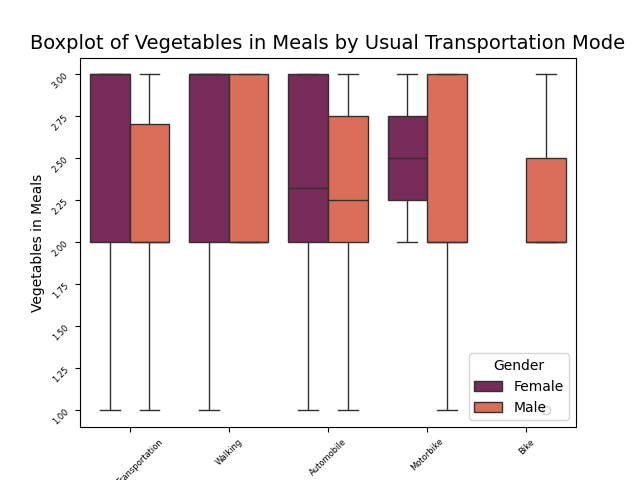 Boxplot of Vegetables in Meals by Usual Transportation Mode
Vegetables in Meals
3.00
2.75
2.50
2.25
2.00
1.75
1.50
1.25
1.00
Transportation
Walking
Automobile
Motorbike
Bike
Gender
Female
Male